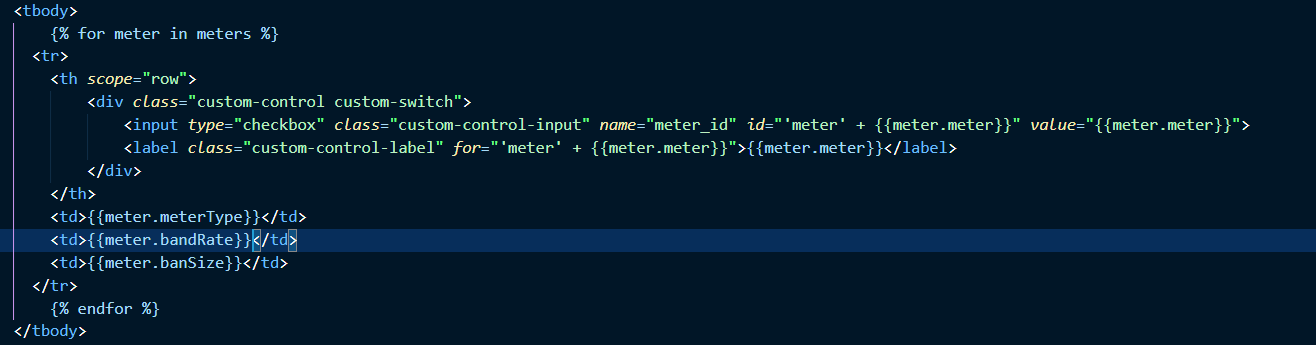 <tbody>
{% for meter in meters %}
<tr>
<th scope="row">
<div class="custom-control custom-switch">
<input type="checkbox" class="custom-control-input" name="meter_id" id="'meter' + {{meter.meter}}" value="{{meter.meter}}">
<label class="custom-control-label" for="'meter' + {{meter.meter}}">{{meter.meter}}</label>
</div>
</th>
<td>{{meter.meterType}}</td>
<td>{{meter.bandRate}}</td>
<td>{{meter.banSize}}</td>
</tr>
{% endfor %}
</tbody>